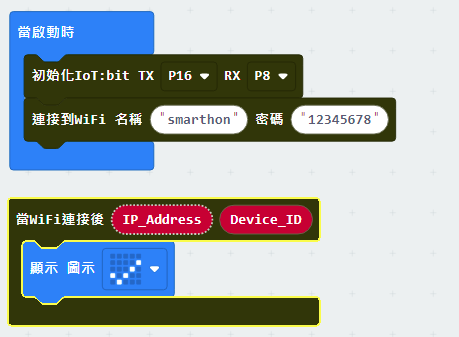 當啟動時
初始化IoT:bit TX P16 RX P8
連接到WiFi 名稱 "smarthon" 密碼 "12345678"
當WiFi連接後 IP_Address Device_ID
顯示 圖示